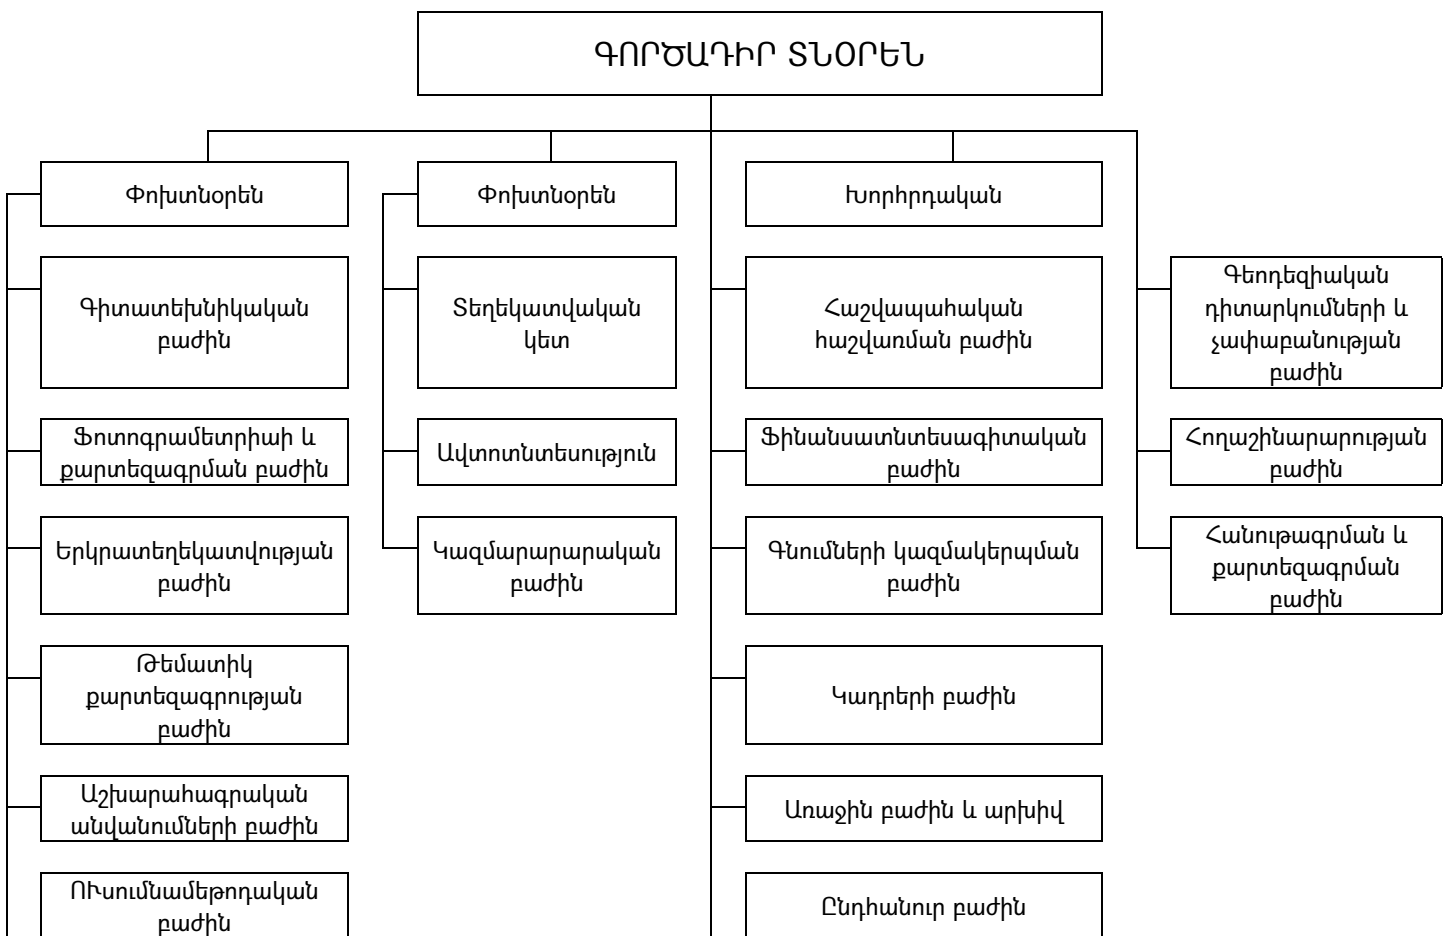 ԳՈՐԾԱԴԻՐ ՏՆՕՐԵՆ
Փոխտնօրեն
Գիտատեխնիկական
բաժին
Ֆոտոգրամետրիաի և
քարտեզագրման բաժին
Երկրատեղեկատվության
բաժին
Թեմատիկ
քարտեզագրության
բաժին
Աշխարահագրական
անվանումների բաժին
ՈՒսումնամեթոդական
բաժին
Փոխտնօրեն
Տեղեկատվական
կետ
Ավտոտնտեսություն
Կազմարարարական
բաժին
Խորհրդական
Հաշվապահական
հաշվառման բաժին
Ֆինանսատնտեսագիտական
բաժին
Գնումների կազմակերպման
բաժին
Կադրերի բաժին
Առաջին բաժին և արխիվ
Ընդհանուր բաժին
Գեոդեզիական
դիտարկումների և
չափաբանության
բաժին
Հողաշինարարության
բաժին
Հանութագրման և
քարտեզագրման
բաժին